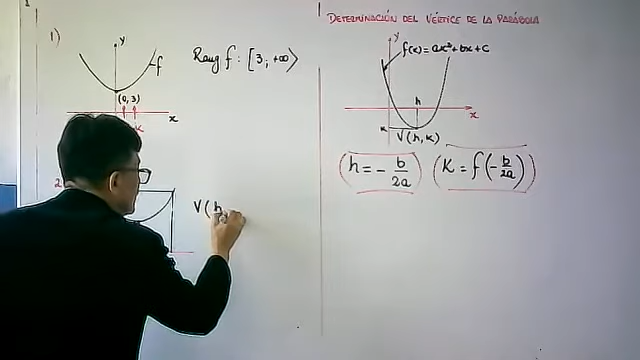 DETERMINACIÓN DEL VÉRTICE DE LA PARÁBOLA
1)
y
f
Rang f : [3, +∞⟩
(0, 3)
h
K
x
y
f(x) = ax²+bx+c
h
x
K
V(h, K)
h = - b/2a
K = f(- b/2a)
2
V(h,